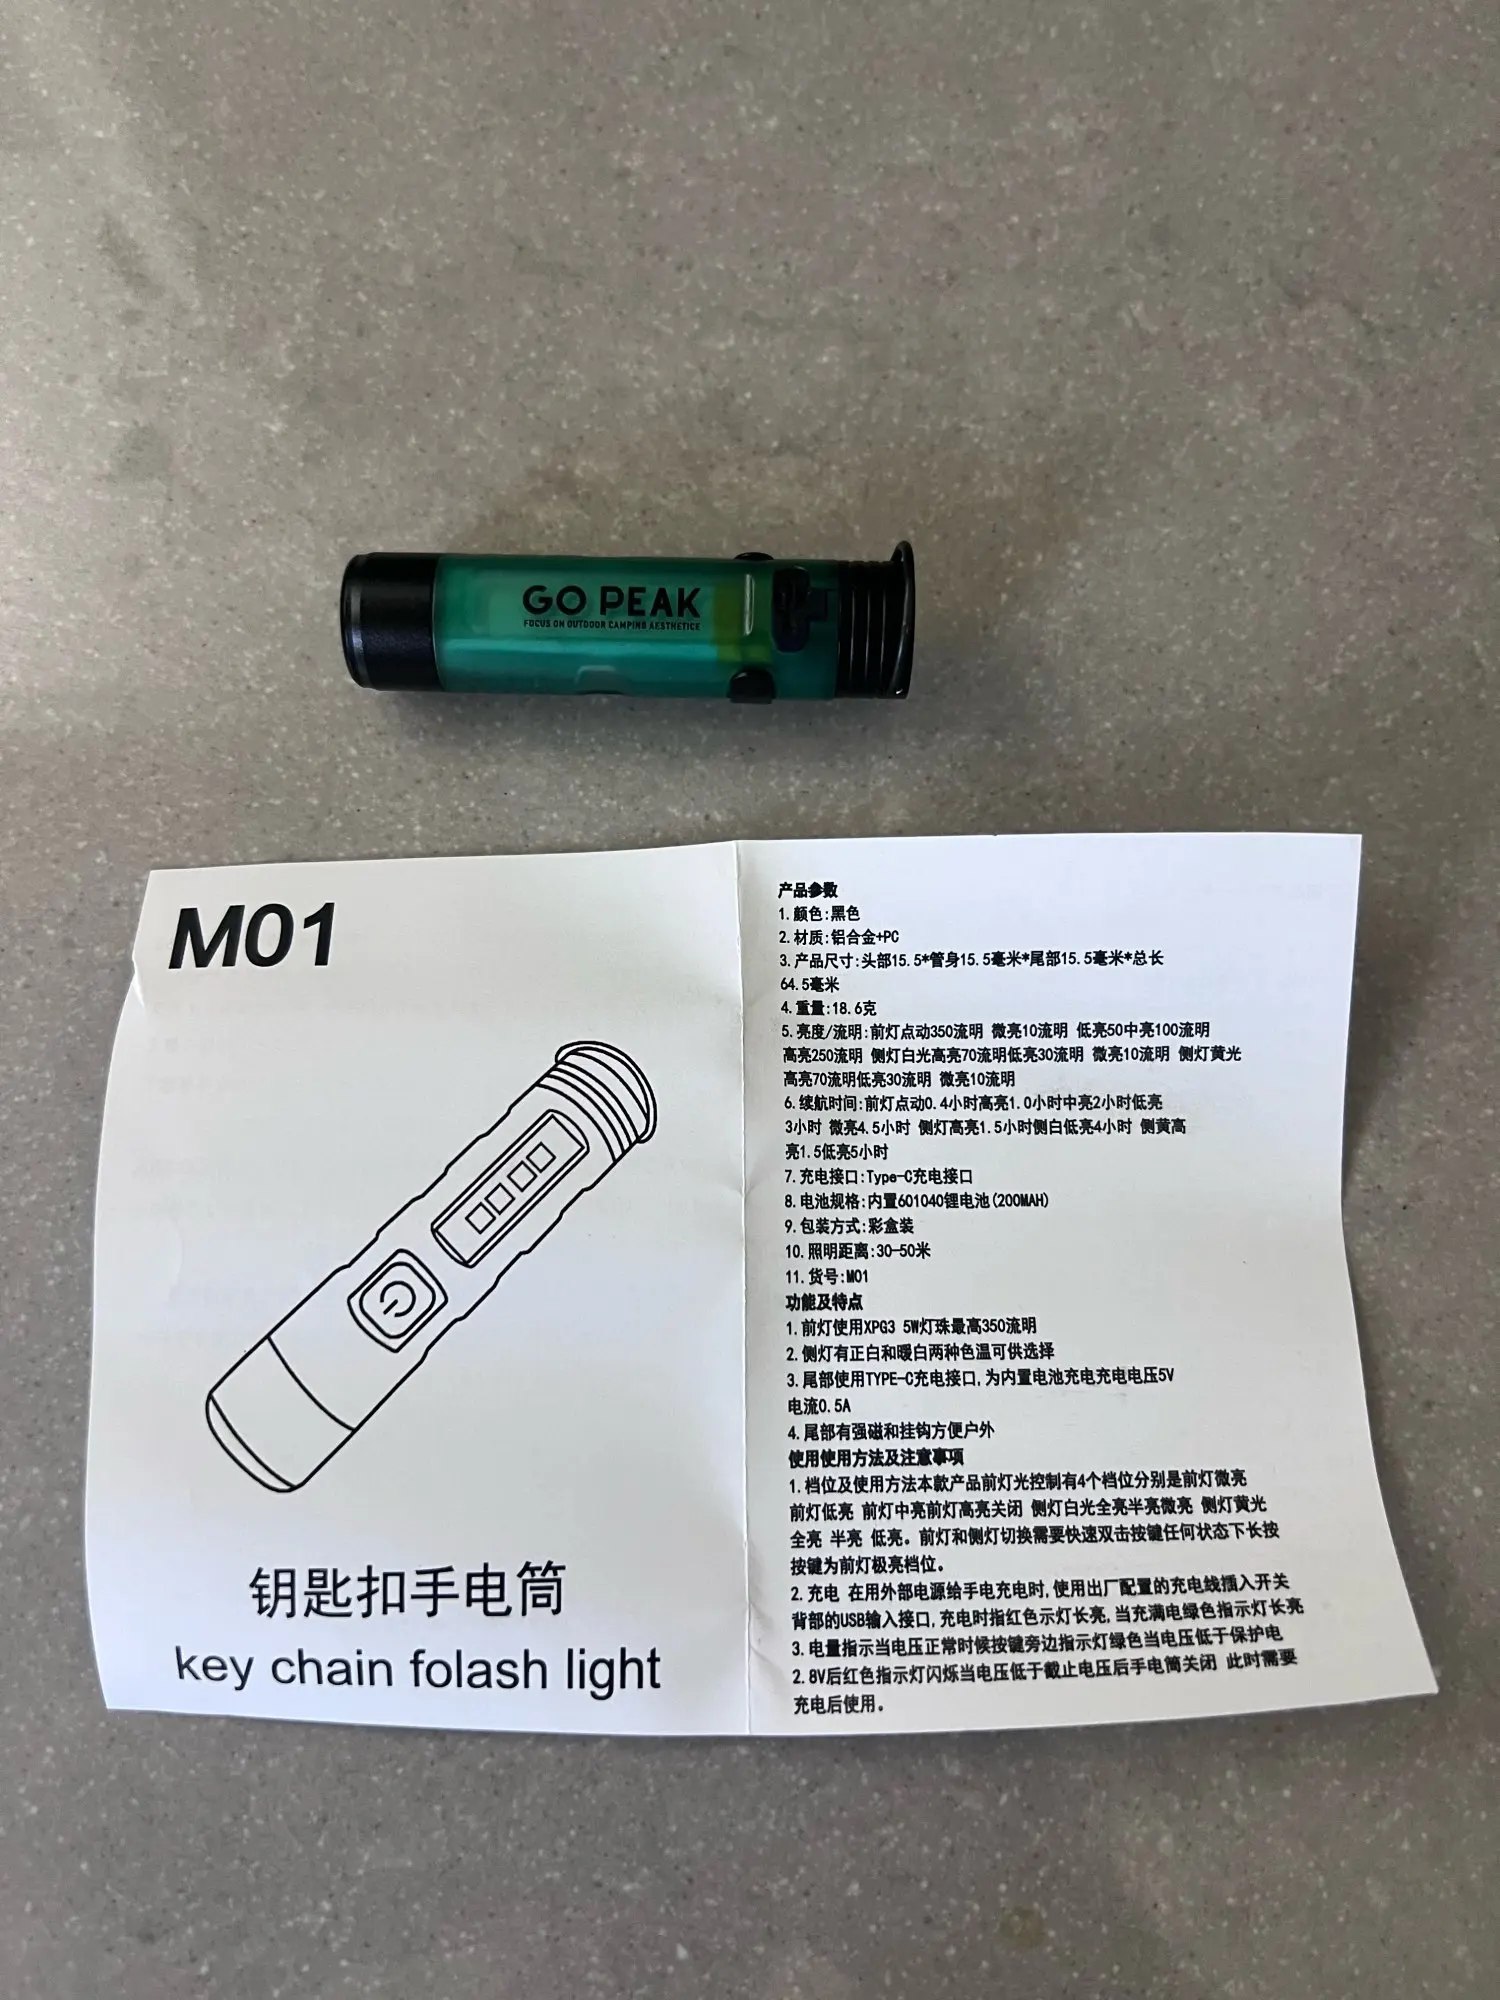 GO PEAK
FOCUS ON OUTDOOR CAMPING AESTHETICE
M01
钥匙扣手电筒
key chain folash light
产品参数
1.颜色:黑色
2.材质:铝合金+PC
3.产品尺寸:头部15.5*管身15.5毫米*尾部15.5毫米*总长
64.5毫米
4.重量:18.6克
5.亮度/流明:前灯点动350流明 微亮10流明 低亮50中亮100流明
高亮250流明 侧灯白光高亮70流明低亮30流明 微亮10流明 侧灯黄光
高亮70流明低亮30流明 微亮10流明
6.续航时间:前灯点动0.4小时高亮1.0小时中亮2小时低亮
3小时 微亮4.5小时 侧灯高亮1.5小时侧白低亮4小时 侧黄高
亮1.5低亮5小时
7.充电接口:Type-C充电接口
8.电池规格:内置601040锂电池(200MAH)
9.包装方式:彩盒装
10.照明距离:30-50米
11.货号:M01
功能及特点
1.前灯使用XPG3 5W灯珠最高350流明
2.侧灯有正白和暖白两种色温可供选择
3.尾部使用TYPE-C充电接口,为内置电池充电充电电压5V
电流0.5A
4.尾部有强磁和挂钩方便户外
使用使用方法及注意事项
1.档位及使用方法本款产品前灯光控制有4个档位分别是前灯微亮
前灯低亮 前灯中亮前灯高亮关闭 侧灯白光全亮半亮微亮 侧灯黄光
全亮 半亮 低亮。前灯和侧灯切换需要快速双击按键任何状态下长按
按键为前灯极亮档位。
2.充电 在用外部电源给手电充电时,使用出厂配置的充电线插入开关
背部的USB输入接口,充电时指红色示灯长亮,当充满电绿色指示灯长亮
3.电量指示当电压正常时候按键旁边指示灯绿色当电压低于保护电
2.8V后红色指示灯闪烁当电压低于截止电压后手电筒关闭 此时需要
充电后使用。